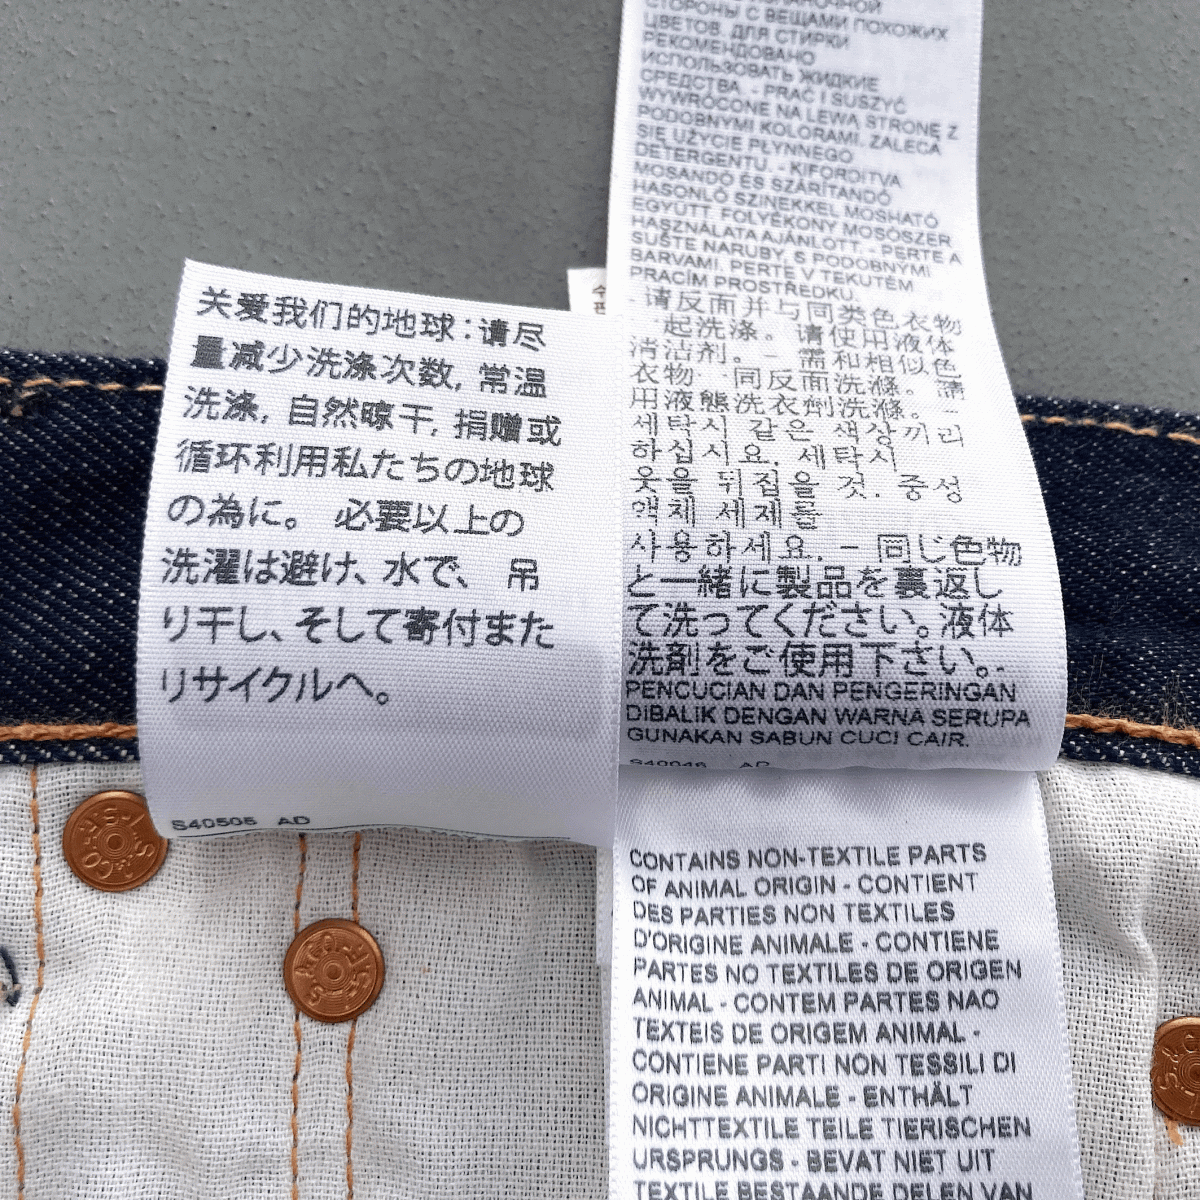 关爱我们的地球：请尽
量减少洗涤次数, 常温
洗涤, 自然晾干, 捐赠或
循环利用私たちの地球
の為に。 必要以上の
洗濯は避け、水で、 吊
り干し、そして寄付また
リサイクルへ。
S40506 AD
СТОРОНЫ С ВЕЩАМИ ПОХОЖИХ
ЦВЕТОВ. ДЛЯ СТИРКИ
РЕКОМЕНДОВАНО
ИСПОЛЬЗОВАТЬ ЖИДКИЕ
СРЕДСТВА. - PRAĆ I SUSZYĆ
WYWRÓCONE NA LEWĄ STRONĘ Z
PODOBNYMI KOLORAMI. ZALECA
SIĘ UŻYCIE PŁYNNEGO
DETERGENTU. - KIFORDITVA
MOSANDÓ ÉS SZÁRÍTANDÓ
HASONLÓ SZINEKKEL MOSHATÓ
EGYÜTT. FOLYÉKONY MOSÓSZER
HASZNÁLATA AJÁNLOTT. - PERTE A
SUŠTE NARUBY, S PODOBNÝMI
BARVAMI. PERTE V TEKUTÉM
PRACÍM PROSTŘEDKU.
- 请反面并与同类色衣物
一起洗涤。请使用液体
清洁剂。 - 需和相似色
衣物一同反面洗滌。請
用液態洗衣劑洗滌。 -
세탁시 같은 색상끼리
하십시요. 세탁시
옷을 뒤집을 것. 중성
액체 세제를
사용하세요. - 同じ色物
と一緒に製品を裏返し
て洗ってください。液体
洗剤をご使用下さい。-
PENCUCIAN DAN PENGERINGAN
DIBALIK DENGAN WARNA SERUPA
GUNAKAN SABUN CUCI CAIR.
S40046 AD
CONTAINS NON-TEXTILE PARTS
OF ANIMAL ORIGIN - CONTIENT
DES PARTIES NON TEXTILES
D'ORIGINE ANIMALE - CONTIENE
PARTES NO TEXTILES DE ORIGEN
ANIMAL - CONTEM PARTES NAO
TEXTEIS DE ORIGEM ANIMAL -
CONTIENE PARTI NON TESSILI DI
ORIGINE ANIMALE - ENTHÄLT
NICHTTEXTILE TEILE TIERISCHEN
URSPRUNGS - BEVAT NIET UIT
TEXTILE BESTAANDE DELEN VAN